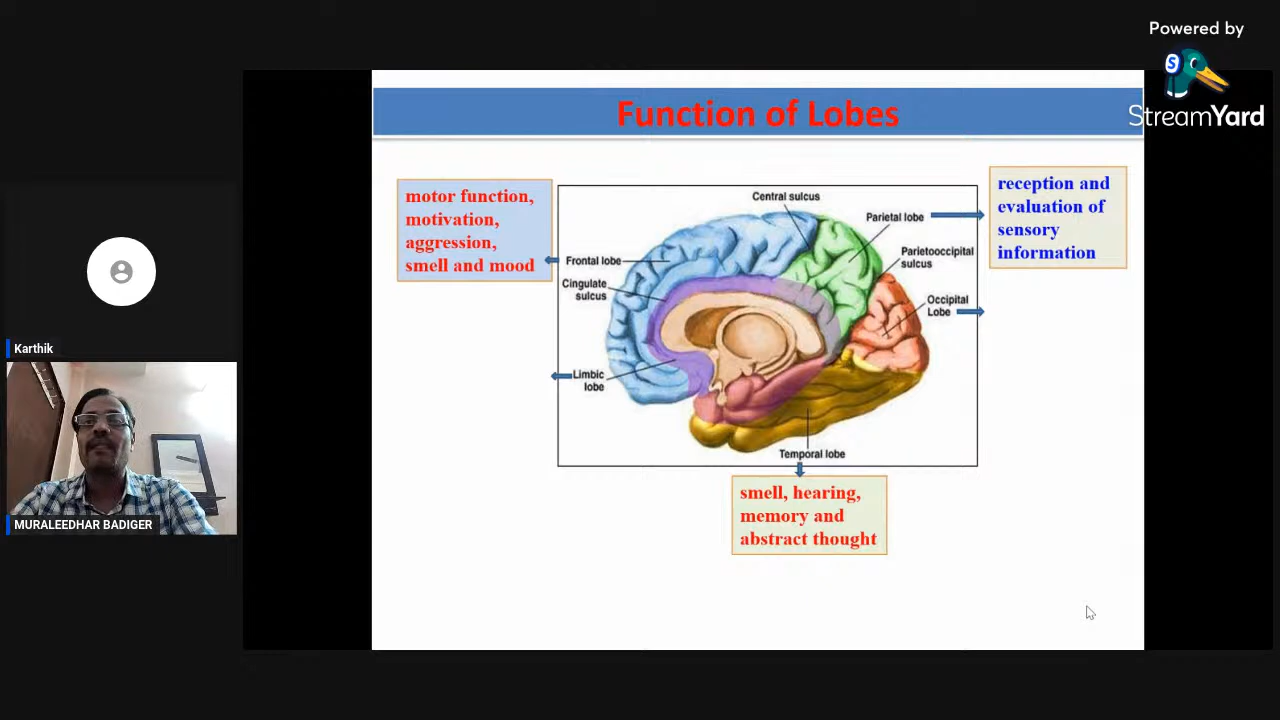 Powered by
S
StreamYard
Function of Lobes
motor function,
motivation,
aggression,
smell and mood
reception and
evaluation of
sensory
information
Central sulcus
Parietal lobe
Parietooccipital
sulcus
Frontal lobe
Cingulate
sulcus
Occipital
Lobe
Limbic
lobe
Temporal lobe
smell, hearing,
memory and
abstract thought
Karthik
MURALEEDHAR BADIGER